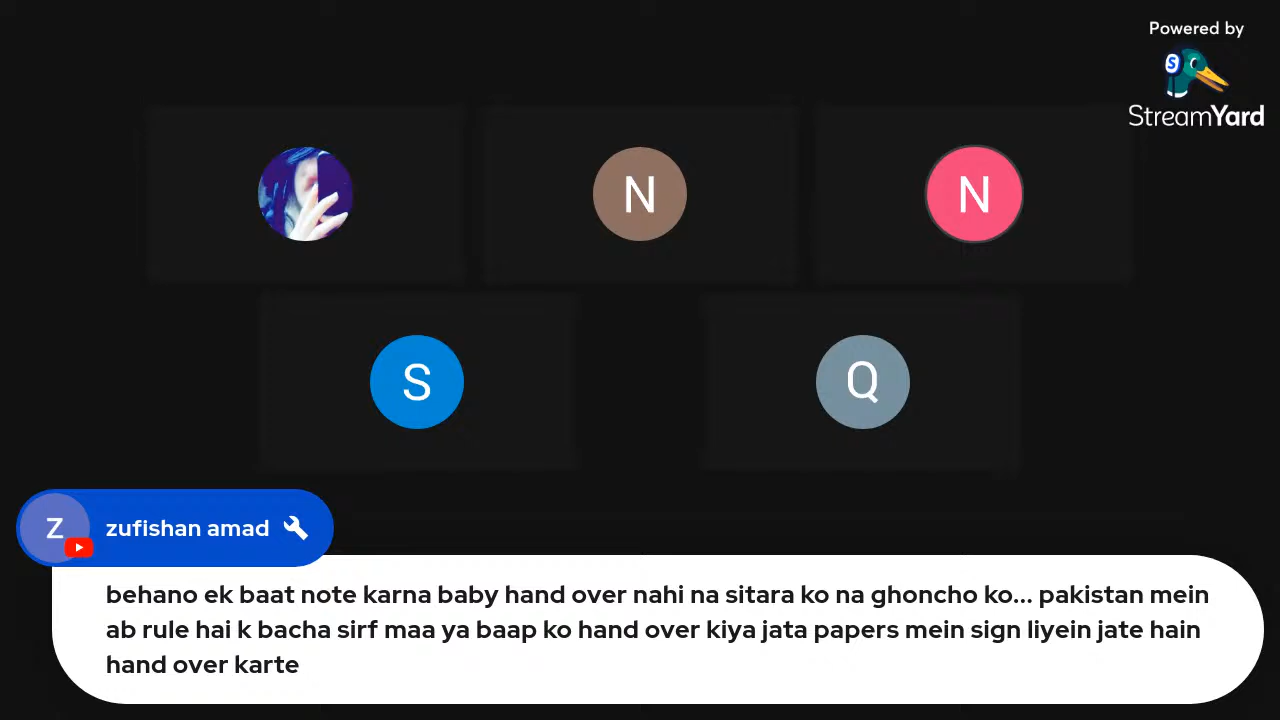 Powered by
S
StreamYard
N
N
S
Q
Z
zufishan amad
behano ek baat note karna baby hand over nahi na sitara ko na ghoncho ko... pakistan mein
ab rule hai k bacha sirf maa ya baap ko hand over kiya jata papers mein sign liyein jate hain
hand over karte